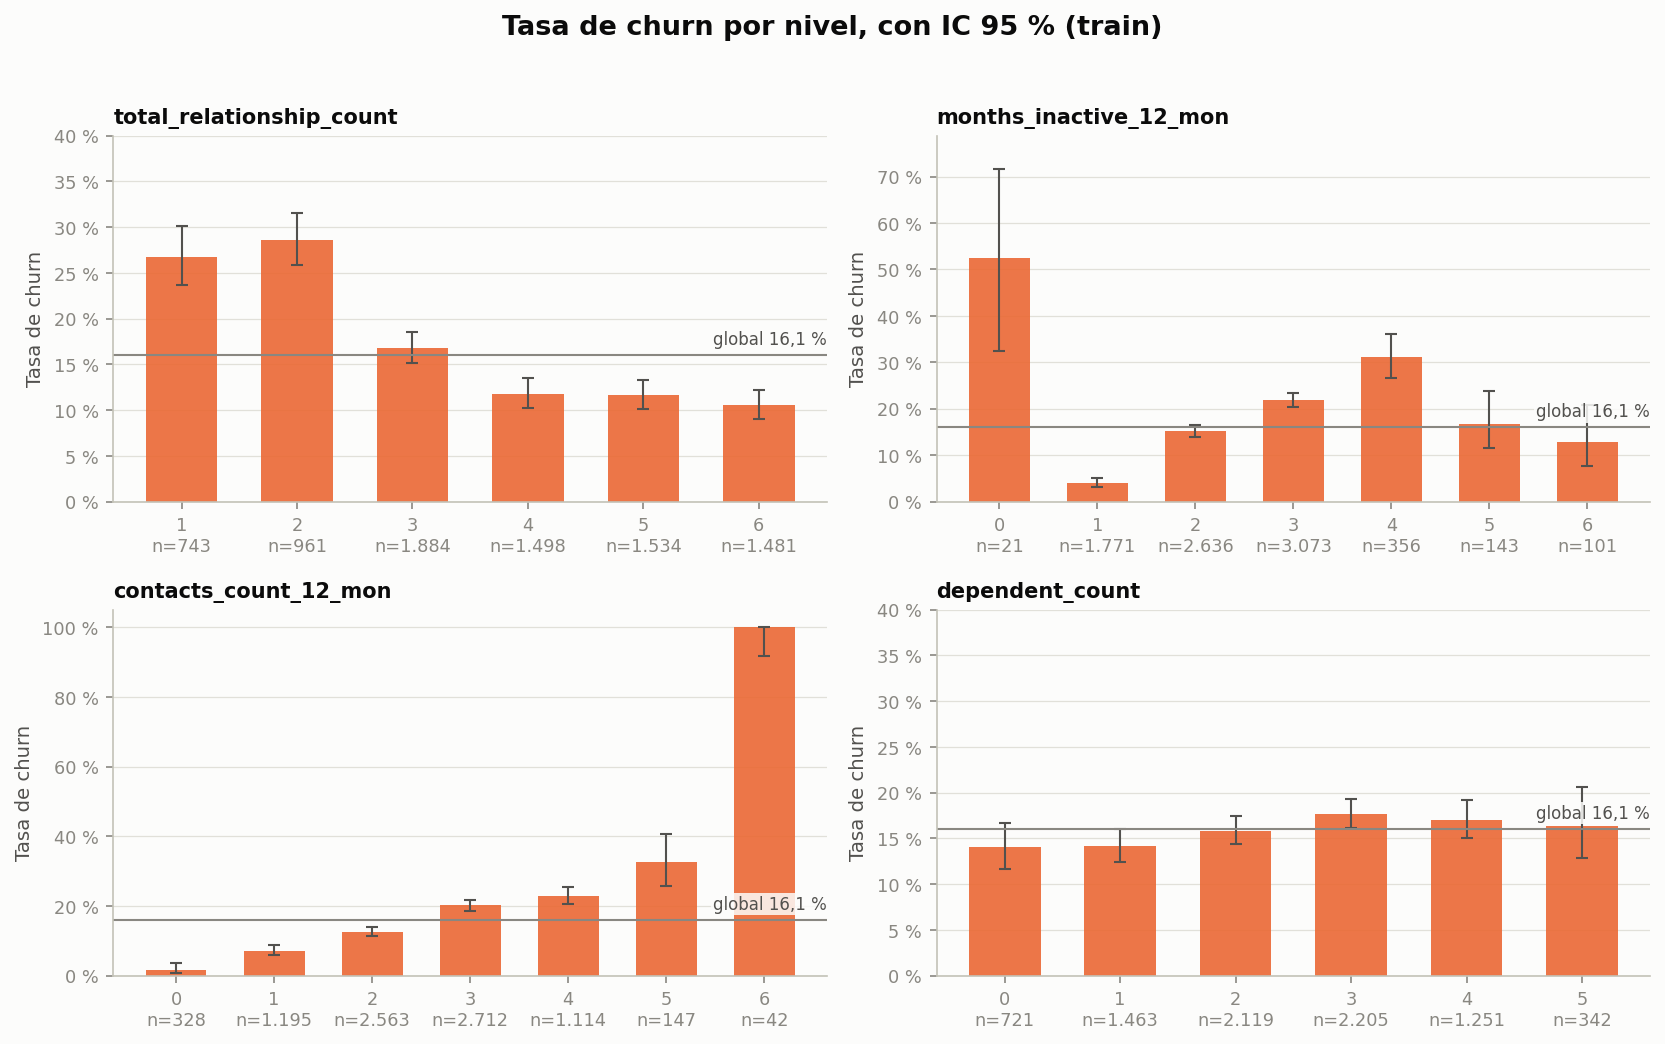 Tasa de churn por nivel, con IC 95 % (train)
total_relationship_count
Tasa de churn
40 %
35 %
30 %
25 %
20 %
15 %
10 %
5 %
0 %
global 16,1 %
1 2 3 4 5 6
n=743 n=961 n=1.884 n=1.498 n=1.534 n=1.481
months_inactive_12_mon
Tasa de churn
70 %
60 %
50 %
40 %
30 %
20 %
10 %
0 %
global 16,1 %
0 1 2 3 4 5 6
n=21 n=1.771 n=2.636 n=3.073 n=356 n=143 n=101
contacts_count_12_mon
Tasa de churn
100 %
80 %
60 %
40 %
20 %
0 %
global 16,1 %
0 1 2 3 4 5 6
n=328 n=1.195 n=2.563 n=2.712 n=1.114 n=147 n=42
dependent_count
Tasa de churn
40 %
35 %
30 %
25 %
20 %
15 %
10 %
5 %
0 %
global 16,1 %
0 1 2 3 4 5
n=721 n=1.463 n=2.119 n=2.205 n=1.251 n=342